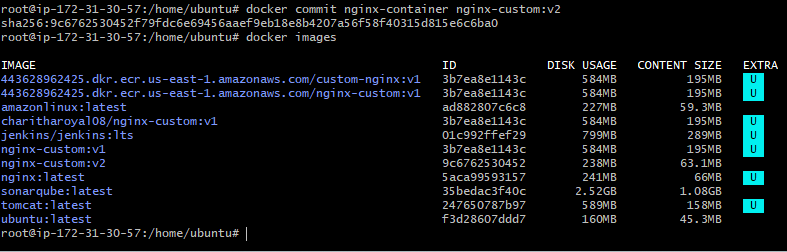 root@ip-172-31-30-57:/home/ubuntu# docker commit nginx-container nginx-custom:v2
sha256:9c6762530452f79fdc6e69456aaef9eb18e8b4207a56f58f40315d815e6c6ba0
root@ip-172-31-30-57:/home/ubuntu# docker images
IMAGE ID DISK USAGE CONTENT SIZE EXTRA
443628962425.dkr.ecr.us-east-1.amazonaws.com/custom-nginx:v1 3b7ea8e1143c 584MB 195MB U
443628962425.dkr.ecr.us-east-1.amazonaws.com/nginx-custom:v1 3b7ea8e1143c 584MB 195MB U
amazonlinux:latest ad882807c6c8 227MB 59.3MB
charitharoyal08/nginx-custom:v1 3b7ea8e1143c 584MB 195MB U
jenkins/jenkins:lts 01c992ffef29 799MB 289MB U
nginx-custom:v1 3b7ea8e1143c 584MB 195MB U
nginx-custom:v2 9c6762530452 238MB 63.1MB
nginx:latest 5aca99593157 241MB 66MB U
sonarqube:latest 35bedac3f40c 2.52GB 1.08GB
tomcat:latest 247650787b97 589MB 158MB U
ubuntu:latest f3d28607ddd7 160MB 45.3MB
root@ip-172-31-30-57:/home/ubuntu#